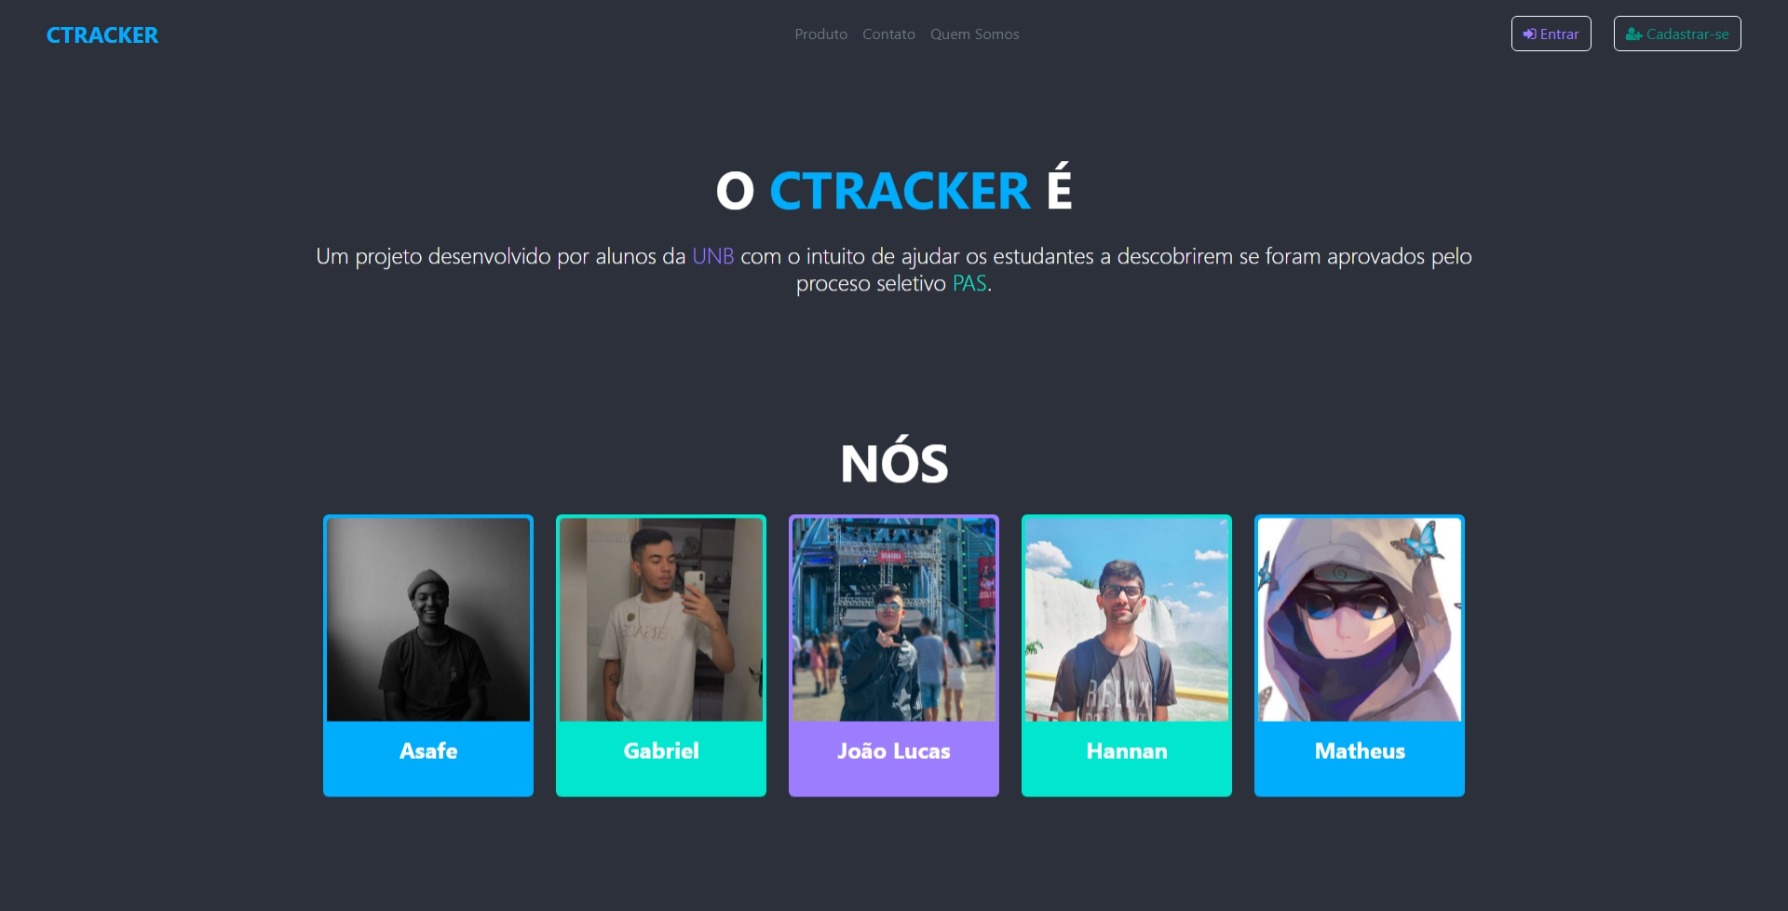 CTRACKER
Produto Contato Quem Somos
Entrar
Cadastrar-se
O CTRACKER É
Um projeto desenvolvido por alunos da UNB com o intuito de ajudar os estudantes a descobrirem se foram aprovados pelo
proceso seletivo PAS.
NÓS
Asafe
Gabriel
João Lucas
Hannan
Matheus